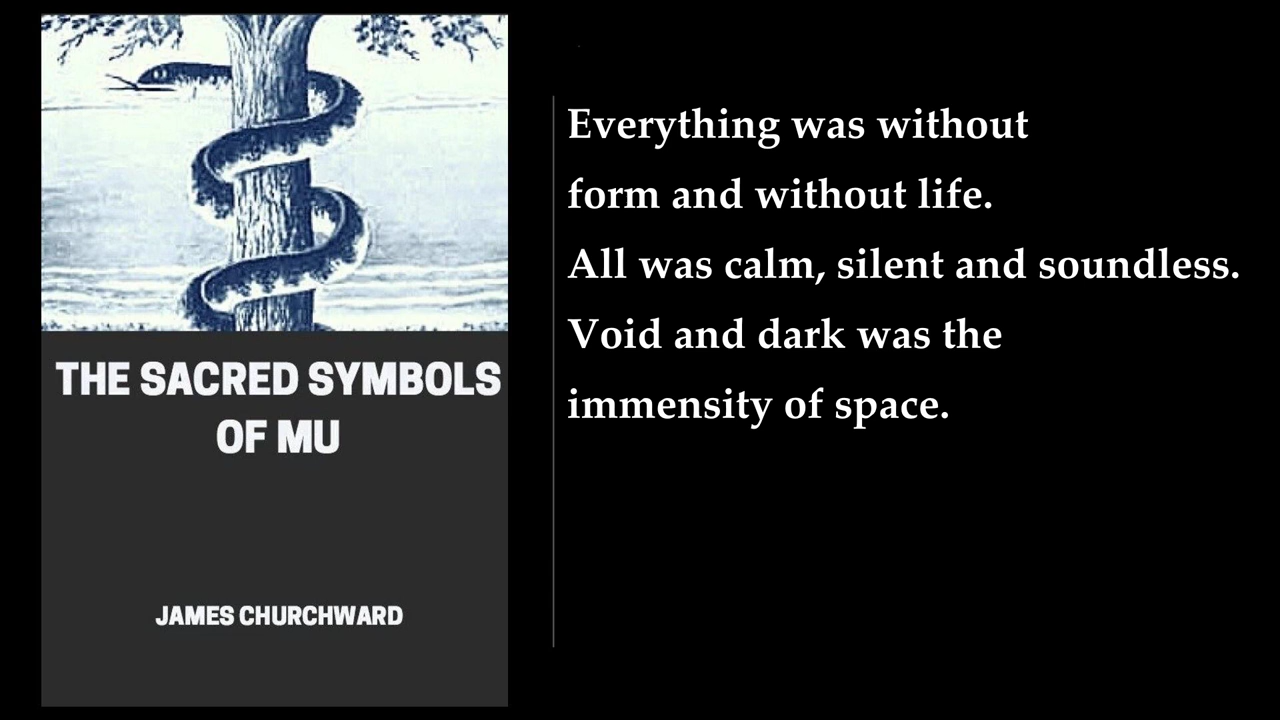 THE SACRED SYMBOLS
OF MU
JAMES CHURCHWARD
Everything was without
form and without life.
All was calm, silent and soundless.
Void and dark was the
immensity of space.